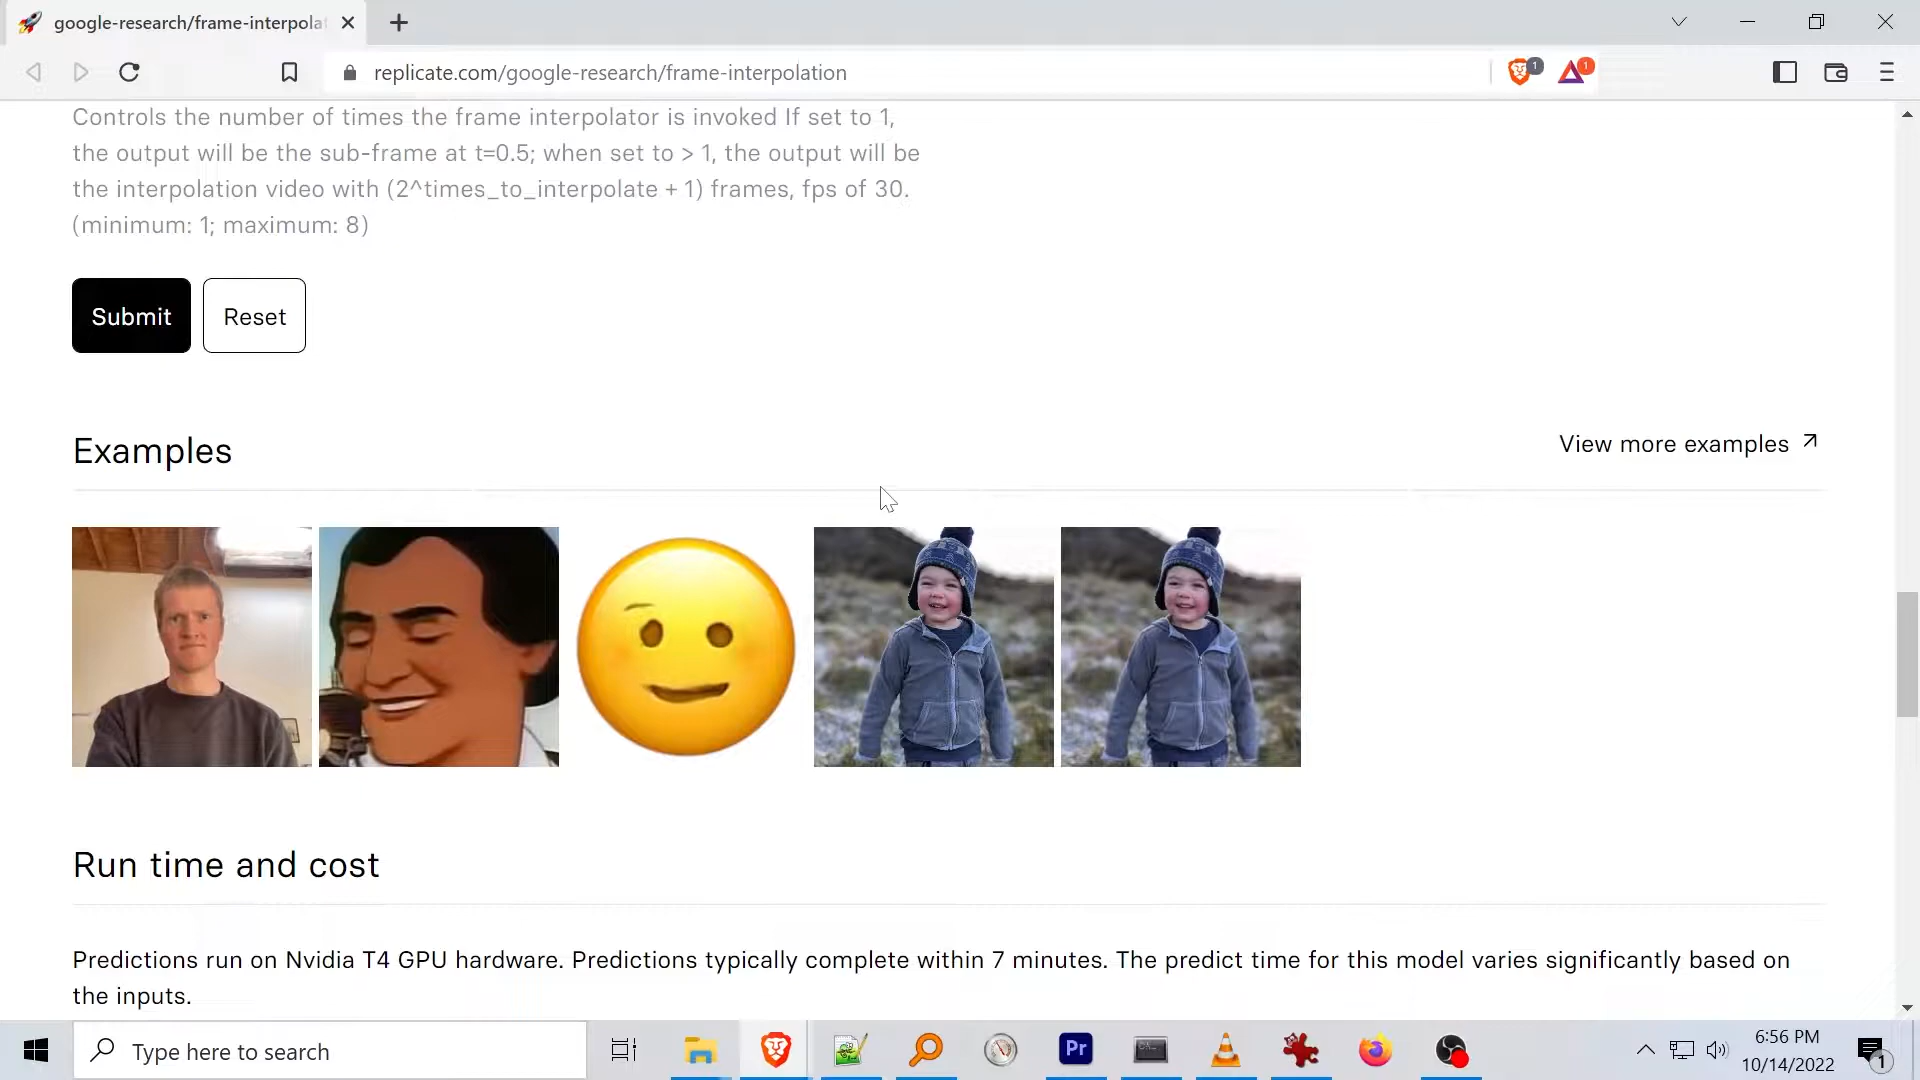 google-research/frame-interpola
replicate.com/google-research/frame-interpolation
1
1
Controls the number of times the frame interpolator is invoked If set to 1,
the output will be the sub-frame at t=0.5; when set to > 1, the output will be
the interpolation video with (2^times_to_interpolate + 1) frames, fps of 30.
(minimum: 1; maximum: 8)
Submit
Reset
Examples
View more examples
Run time and cost
Predictions run on Nvidia T4 GPU hardware. Predictions typically complete within 7 minutes. The predict time for this model varies significantly based on
the inputs.
Type here to search
Pr
6:56 PM
10/14/2022
1